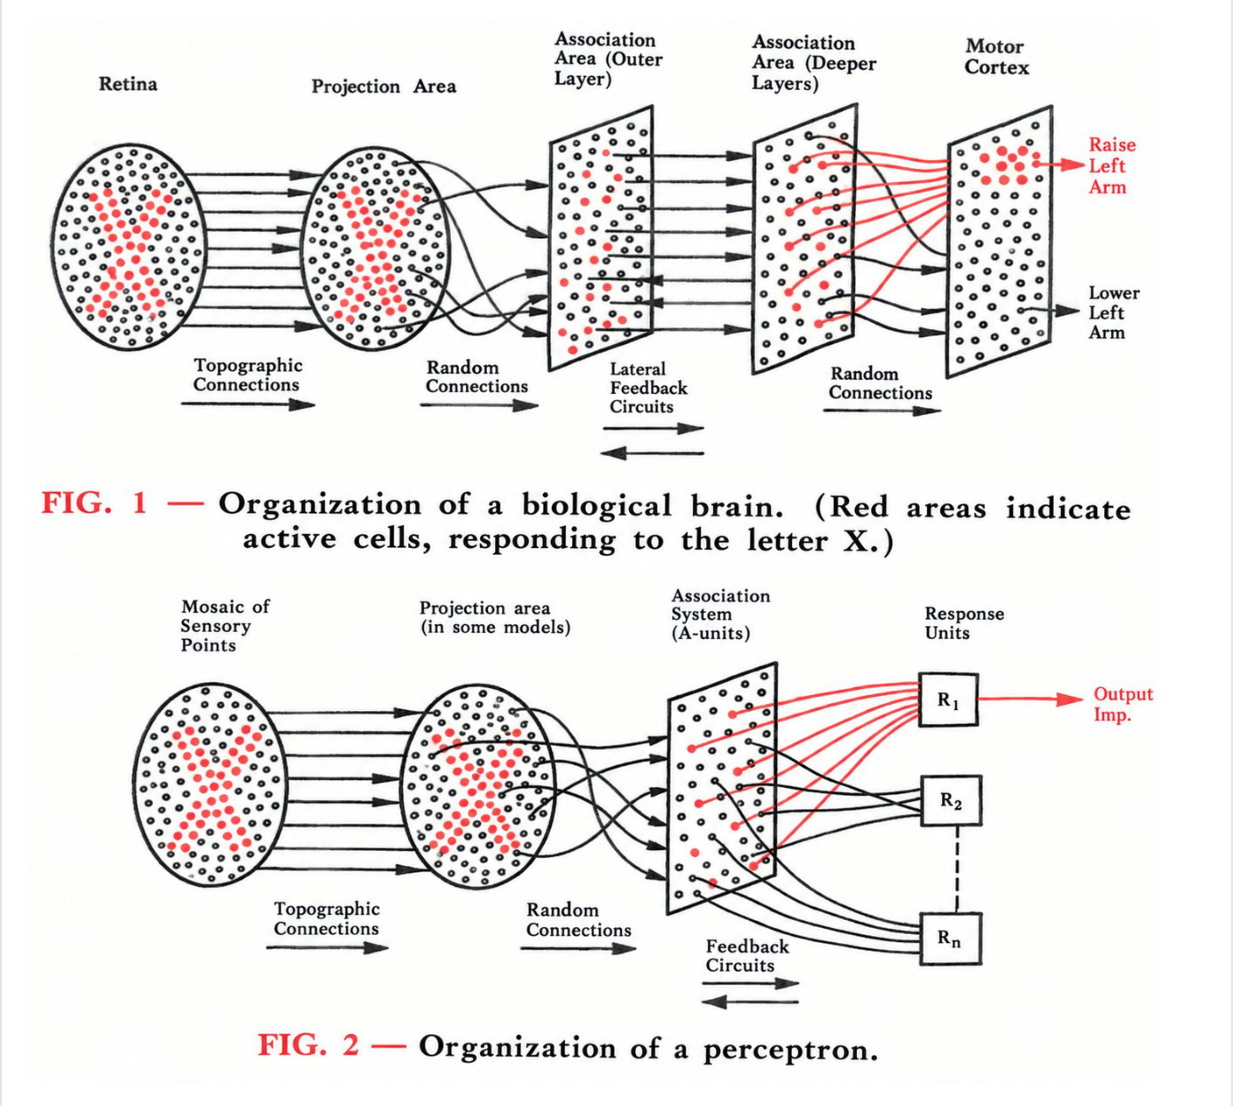 Retina
Projection Area
Association
Area (Outer
Layer)
Association
Area (Deeper
Layers)
Motor
Cortex
Raise
Left
Arm
Lower
Left
Arm
Topographic
Connections
Random
Connections
Lateral
Feedback
Circuits
Random
Connections
FIG. 1 — Organization of a biological brain. (Red areas indicate
active cells, responding to the letter X.)
Mosaic of
Sensory
Points
Projection area
(in some models)
Association
System
(A-units)
Response
Units
R1
Output
Imp.
R2
Rn
Topographic
Connections
Random
Connections
Feedback
Circuits
FIG. 2 — Organization of a perceptron.